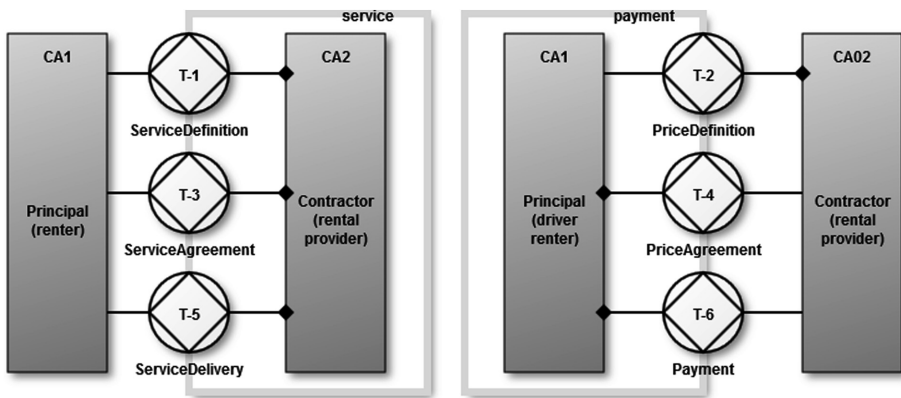 service
CA1
T-1
CA2
ServiceDefinition
Principal
(renter)
T-3
Contractor
(rental
provider)
ServiceAgreement
T-5
ServiceDelivery
payment
CA1
T-2
CA02
PriceDefinition
Principal
(driver
renter)
T-4
Contractor
(rental
provider)
PriceAgreement
T-6
Payment